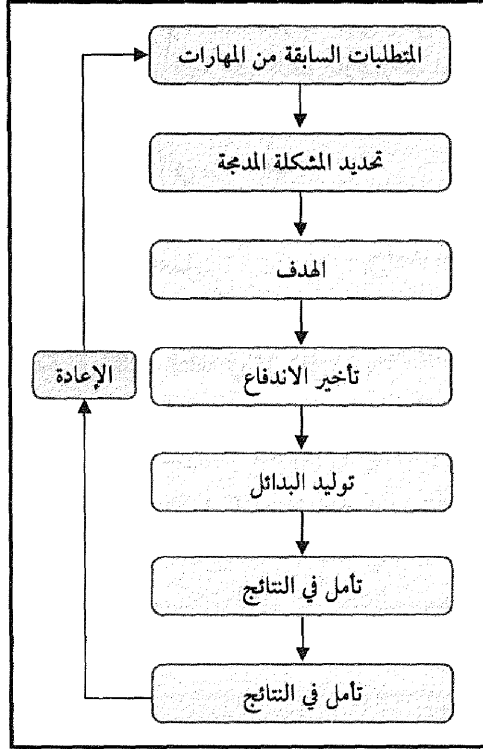 المتطلبات السابقة من المهارات
تحديد المشكلة المدمجة
الهدف
تأخير الاندفاع
الإعادة
توليد البدائل
تأمل في النتائج
تأمل في النتائج